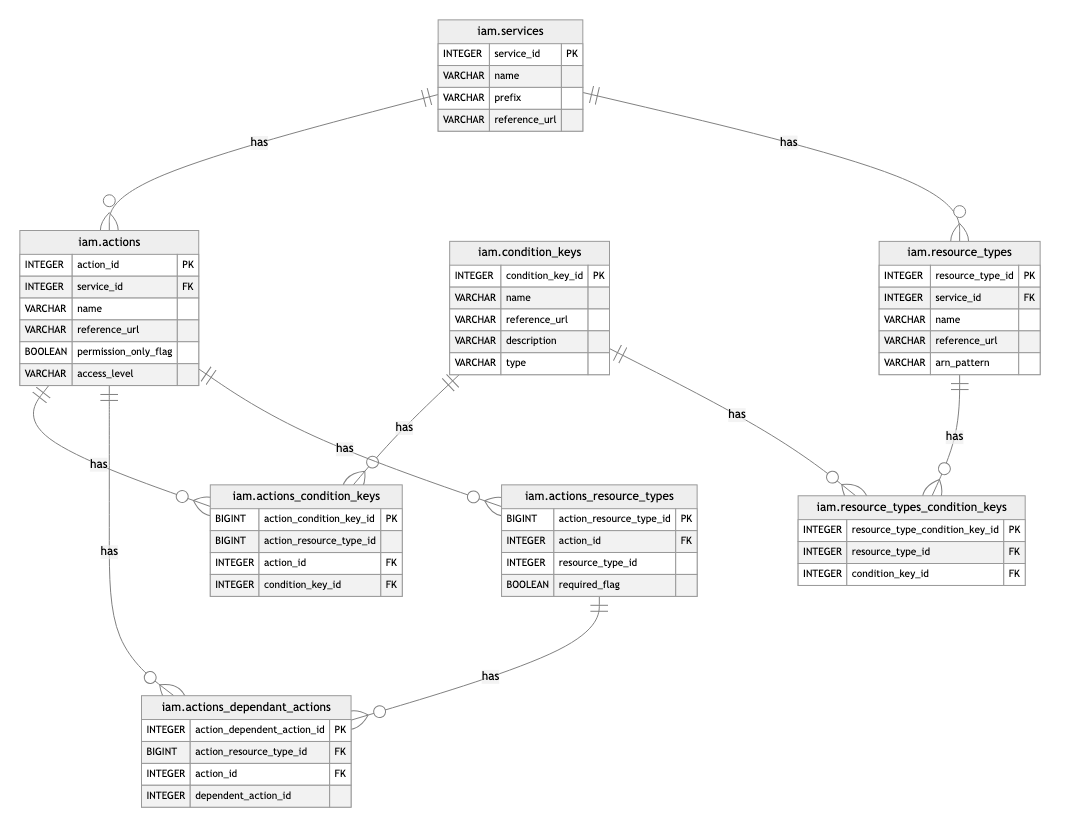 iam.services
INTEGER service_id PK
VARCHAR name
VARCHAR prefix
VARCHAR reference_url
has
has
iam.actions
INTEGER action_id PK
INTEGER service_id FK
VARCHAR name
VARCHAR reference_url
BOOLEAN permission_only_flag
VARCHAR access_level
iam.condition_keys
INTEGER condition_key_id PK
VARCHAR name
VARCHAR reference_url
VARCHAR description
VARCHAR type
iam.resource_types
INTEGER resource_type_id PK
INTEGER service_id FK
VARCHAR name
VARCHAR reference_url
VARCHAR arn_pattern
has
has
has
has
has
iam.actions_condition_keys
BIGINT action_condition_key_id PK
BIGINT action_resource_type_id
INTEGER action_id FK
INTEGER condition_key_id FK
iam.actions_resource_types
BIGINT action_resource_type_id PK
INTEGER action_id FK
INTEGER resource_type_id
BOOLEAN required_flag
iam.resource_types_condition_keys
INTEGER resource_type_condition_key_id PK
INTEGER resource_type_id FK
INTEGER condition_key_id FK
has
has
iam.actions_dependant_actions
INTEGER action_dependent_action_id PK
BIGINT action_resource_type_id FK
INTEGER action_id FK
INTEGER dependent_action_id